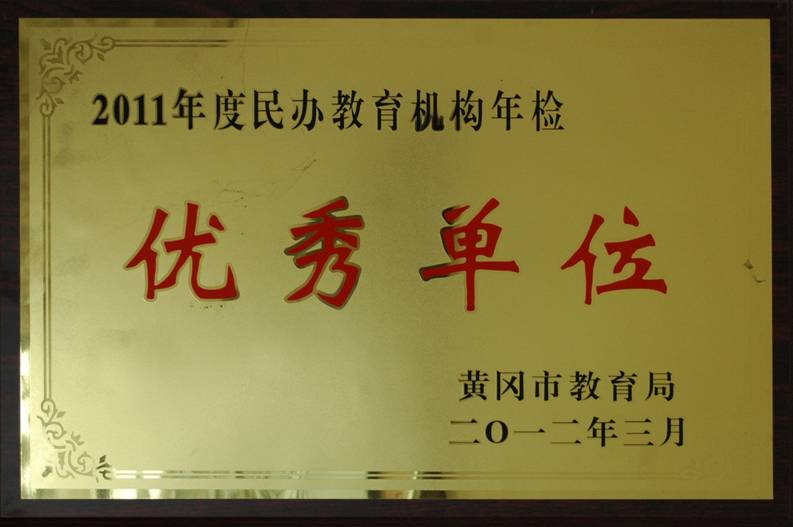 2011年度民办教育机构年检
优秀单位
黄冈市教育局
二O一二年三月